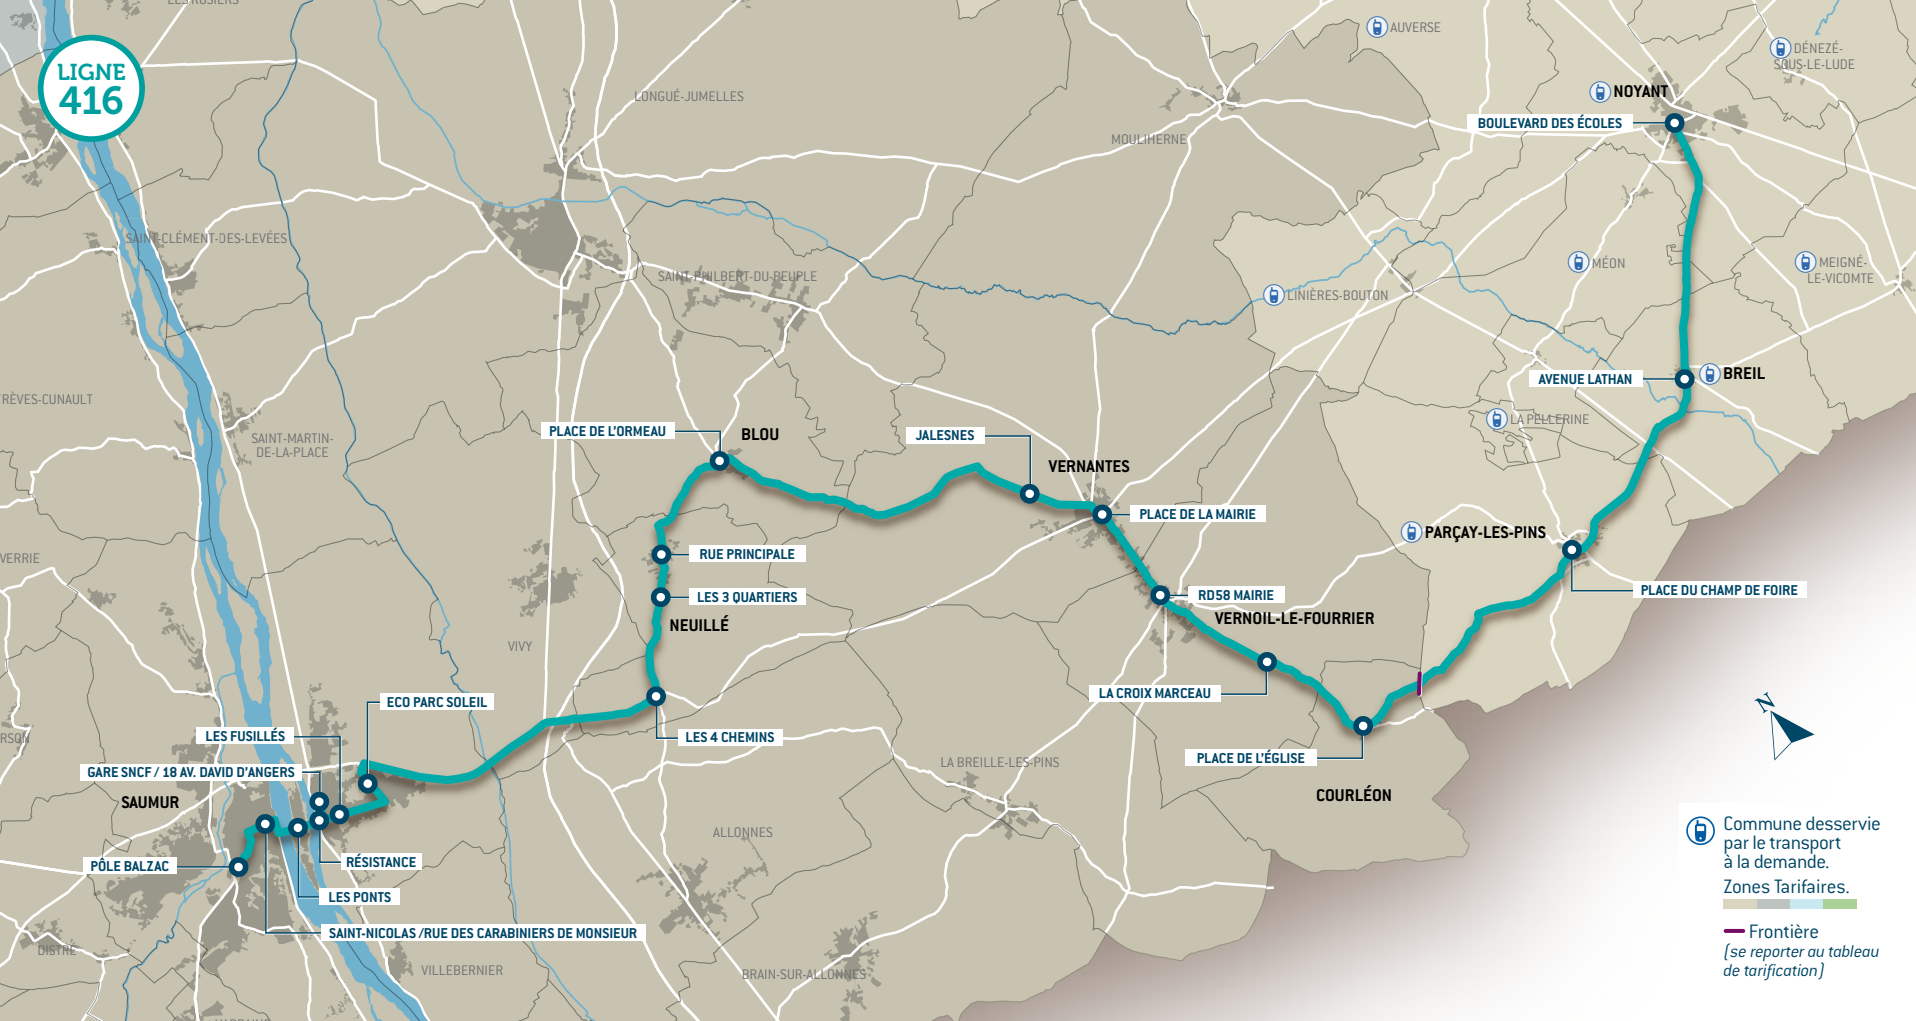 LES ROSIERS
LIGNE
416
AUVERSE
DÉNEZÉ-
SOUS-LE-LUDE
NOYANT
LONGUÉ-JUMELLES
BOULEVARD DES ÉCOLES
MOULIHERNE
SAINT-CLÉMENT-DES-LEVÉES
MÉON
MEIGNÉ-
LE-VICOMTE
SAINT-PHILBERT-DU-PEUPLE
LINIÈRES-BOUTON
AVENUE LATHAN
BREIL
TRÈVES-CUNAULT
LA PELLERINE
PLACE DE L'ORMEAU
BLOU
JALESNES
SAINT-MARTIN-
DE-LA-PLACE
VERNANTES
PLACE DE LA MAIRIE
PARÇAY-LES-PINS
VERRIE
RUE PRINCIPALE
PLACE DU CHAMP DE FOIRE
LES 3 QUARTIERS
RD58 MAIRIE
NEUILLÉ
VERNOIL-LE-FOURRIER
VIVY
LA CROIX MARCEAU
ECO PARC SOLEIL
LES FUSILLÉS
LES 4 CHEMINS
RSON
N
PLACE DE L'ÉGLISE
LA BREILLE-LES-PINS
GARE SNCF / 18 AV. DAVID D'ANGERS
SAUMUR
COURLÉON
ALLONNES
Commune desservie
par le transport
à la demande.
PÔLE BALZAC
RÉSISTANCE
Zones Tarifaires.
LES PONTS
SAINT-NICOLAS /RUE DES CARABINIERS DE MONSIEUR
Frontière
(se reporter au tableau
de tarification)
DISTRÉ
VILLEBERNIER
BRAIN-SUR-ALLONNES